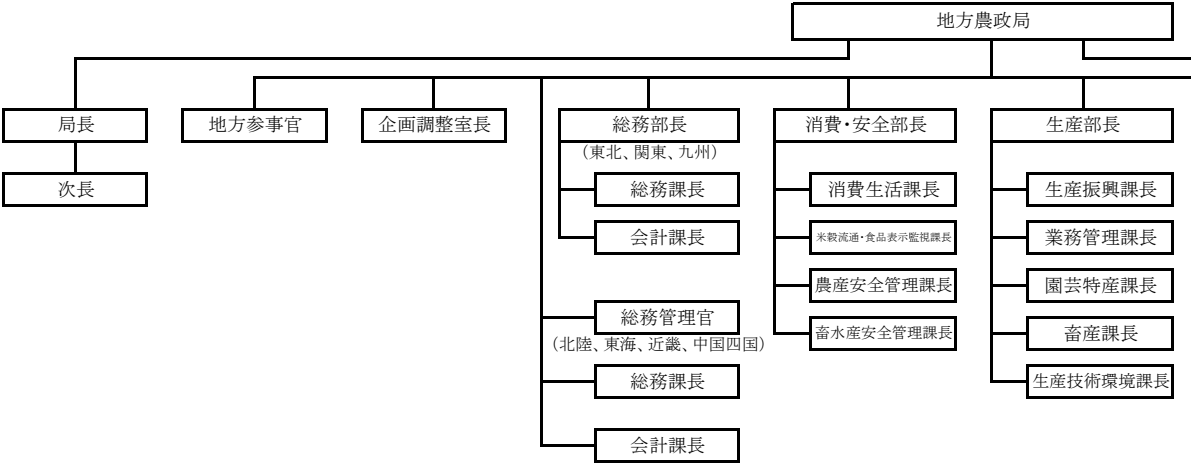 地方農政局
局長
地方参事官
企画調整室長
総務部長
消費・安全部長
生産部長
(東北、関東、九州)
次長
総務課長
消費生活課長
生産振興課長
会計課長
米穀流通・食品表示監視課長
業務管理課長
農産安全管理課長
園芸特産課長
総務管理官
畜水産安全管理課長
畜産課長
(北陸、東海、近畿、中国四国)
総務課長
生産技術環境課長
会計課長